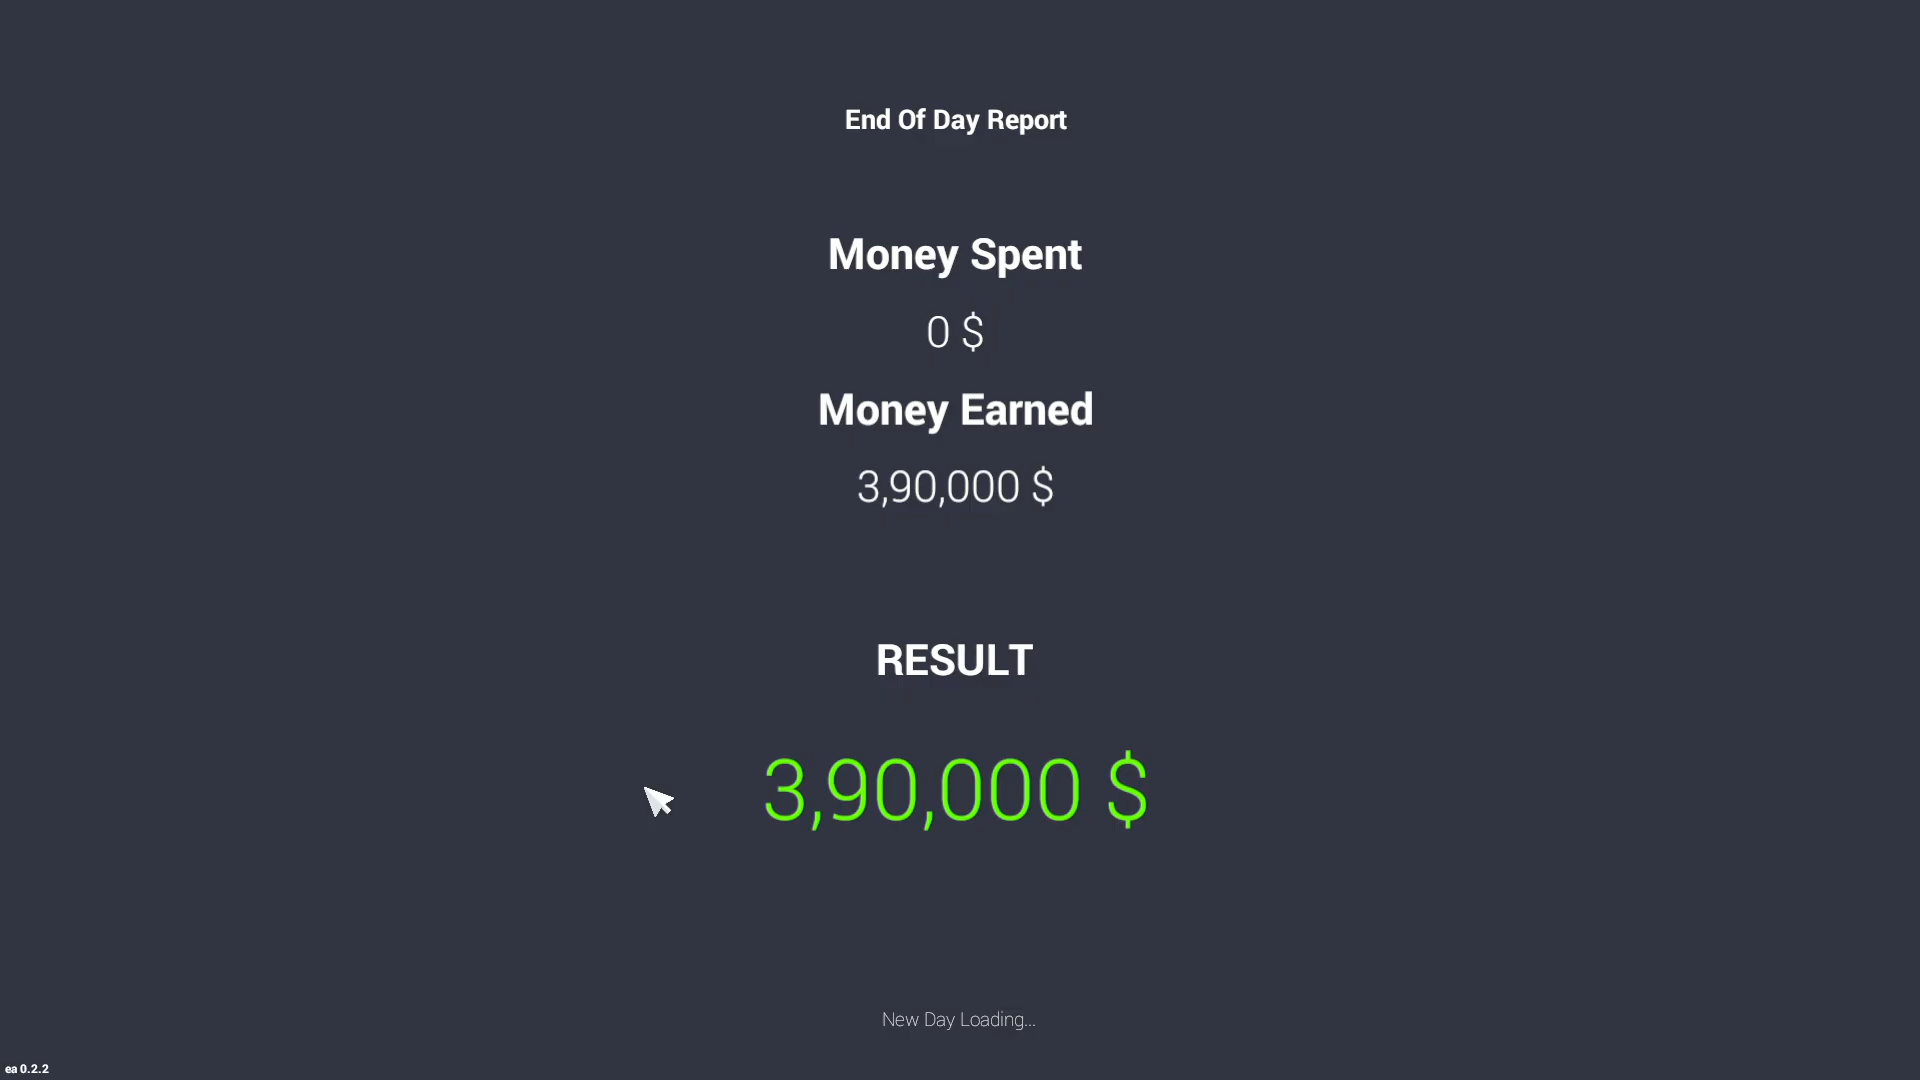 End Of Day Report
Money Spent
0 $
Money Earned
3,90,000 $
RESULT
3,90,000 $
New Day Loading...
ea 0.2.2